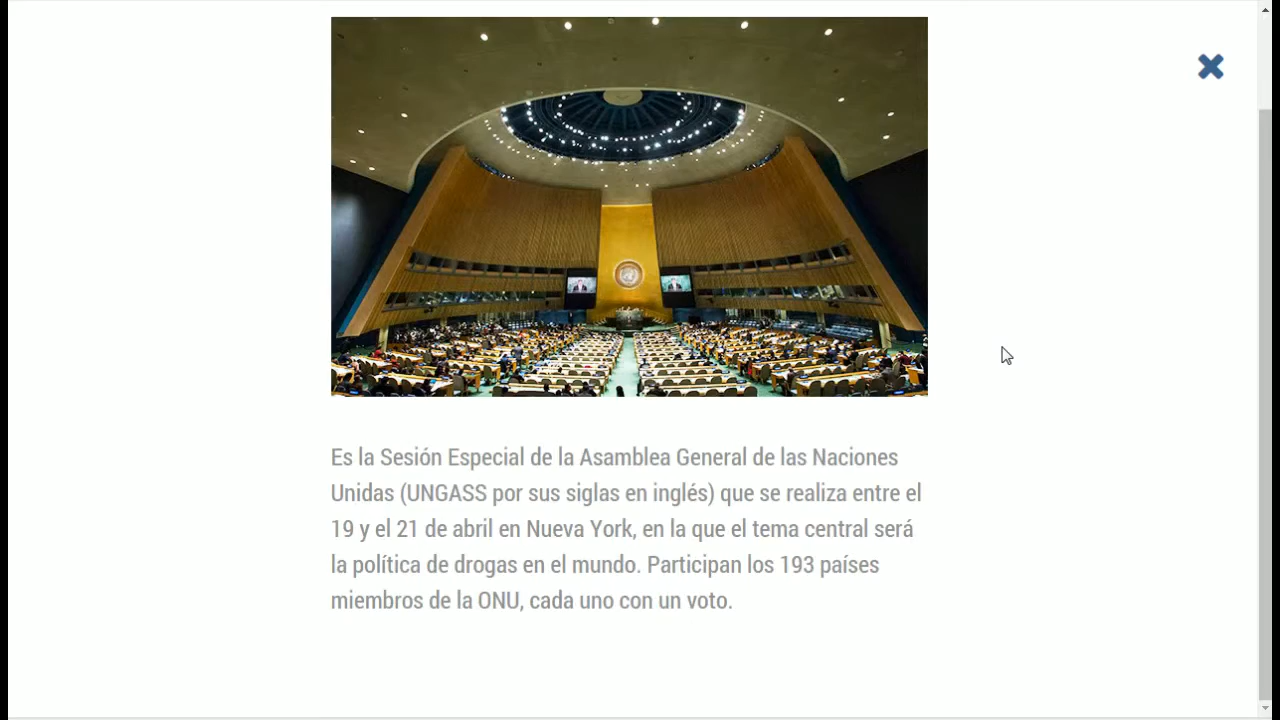 Es la Sesión Especial de la Asamblea General de las Naciones
Unidas (UNGASS por sus siglas en inglés) que se realiza entre el
19 y el 21 de abril en Nueva York, en la que el tema central será
la política de drogas en el mundo. Participan los 193 países
miembros de la ONU, cada uno con un voto.